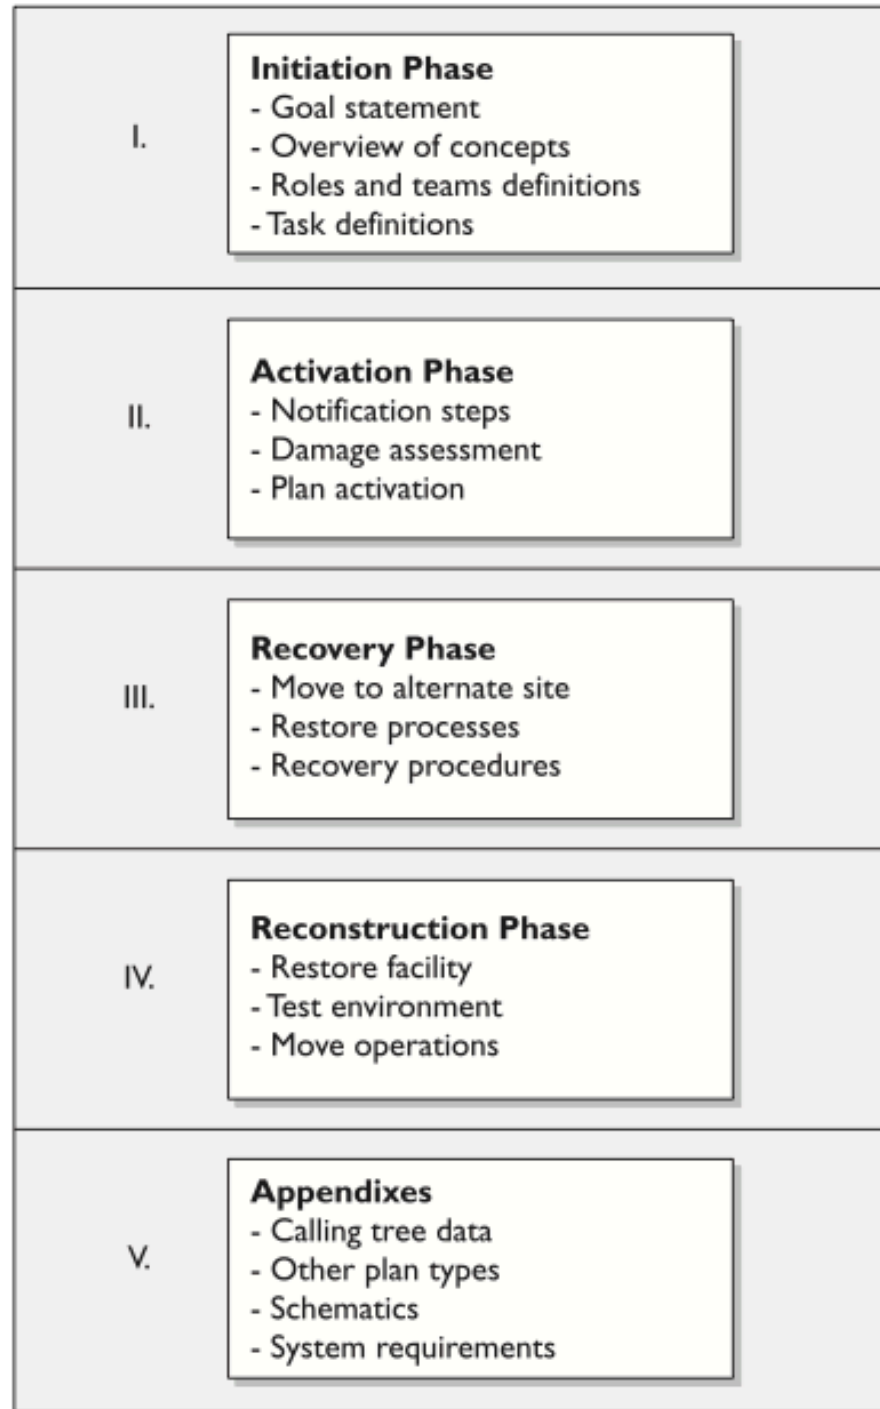 I.
Initiation Phase
- Goal statement
- Overview of concepts
- Roles and teams definitions
- Task definitions
II.
Activation Phase
- Notification steps
- Damage assessment
- Plan activation
III.
Recovery Phase
- Move to alternate site
- Restore processes
- Recovery procedures
IV.
Reconstruction Phase
- Restore facility
- Test environment
- Move operations
V.
Appendixes
- Calling tree data
- Other plan types
- Schematics
- System requirements